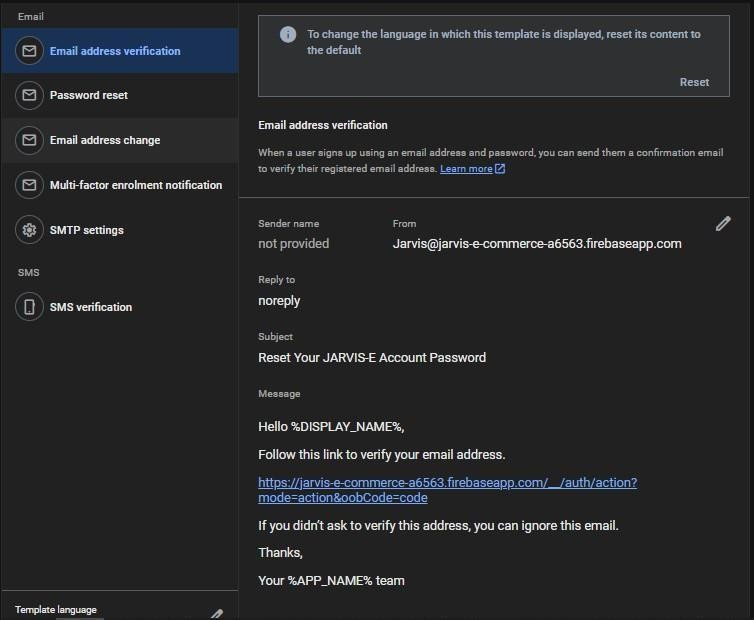 Email
Email address verification
Password reset
Email address change
Multi-factor enrolment notification
SMTP settings
SMS
SMS verification
Template language
To change the language in which this template is displayed, reset its content to
the default
Reset
Email address verification
When a user signs up using an email address and password, you can send them a confirmation email
to verify their registered email address. Learn more
Sender name
not provided
From
Jarvis@jarvis-e-commerce-a6563.firebaseapp.com
Reply to
noreply
Subject
Reset Your JARVIS-E Account Password
Message
Hello %DISPLAY_NAME%,
Follow this link to verify your email address.
https://jarvis-e-commerce-a6563.firebaseapp.com/__/auth/action?
mode=action&oobCode=code
If you didn't ask to verify this address, you can ignore this email.
Thanks,
Your %APP_NAME% team